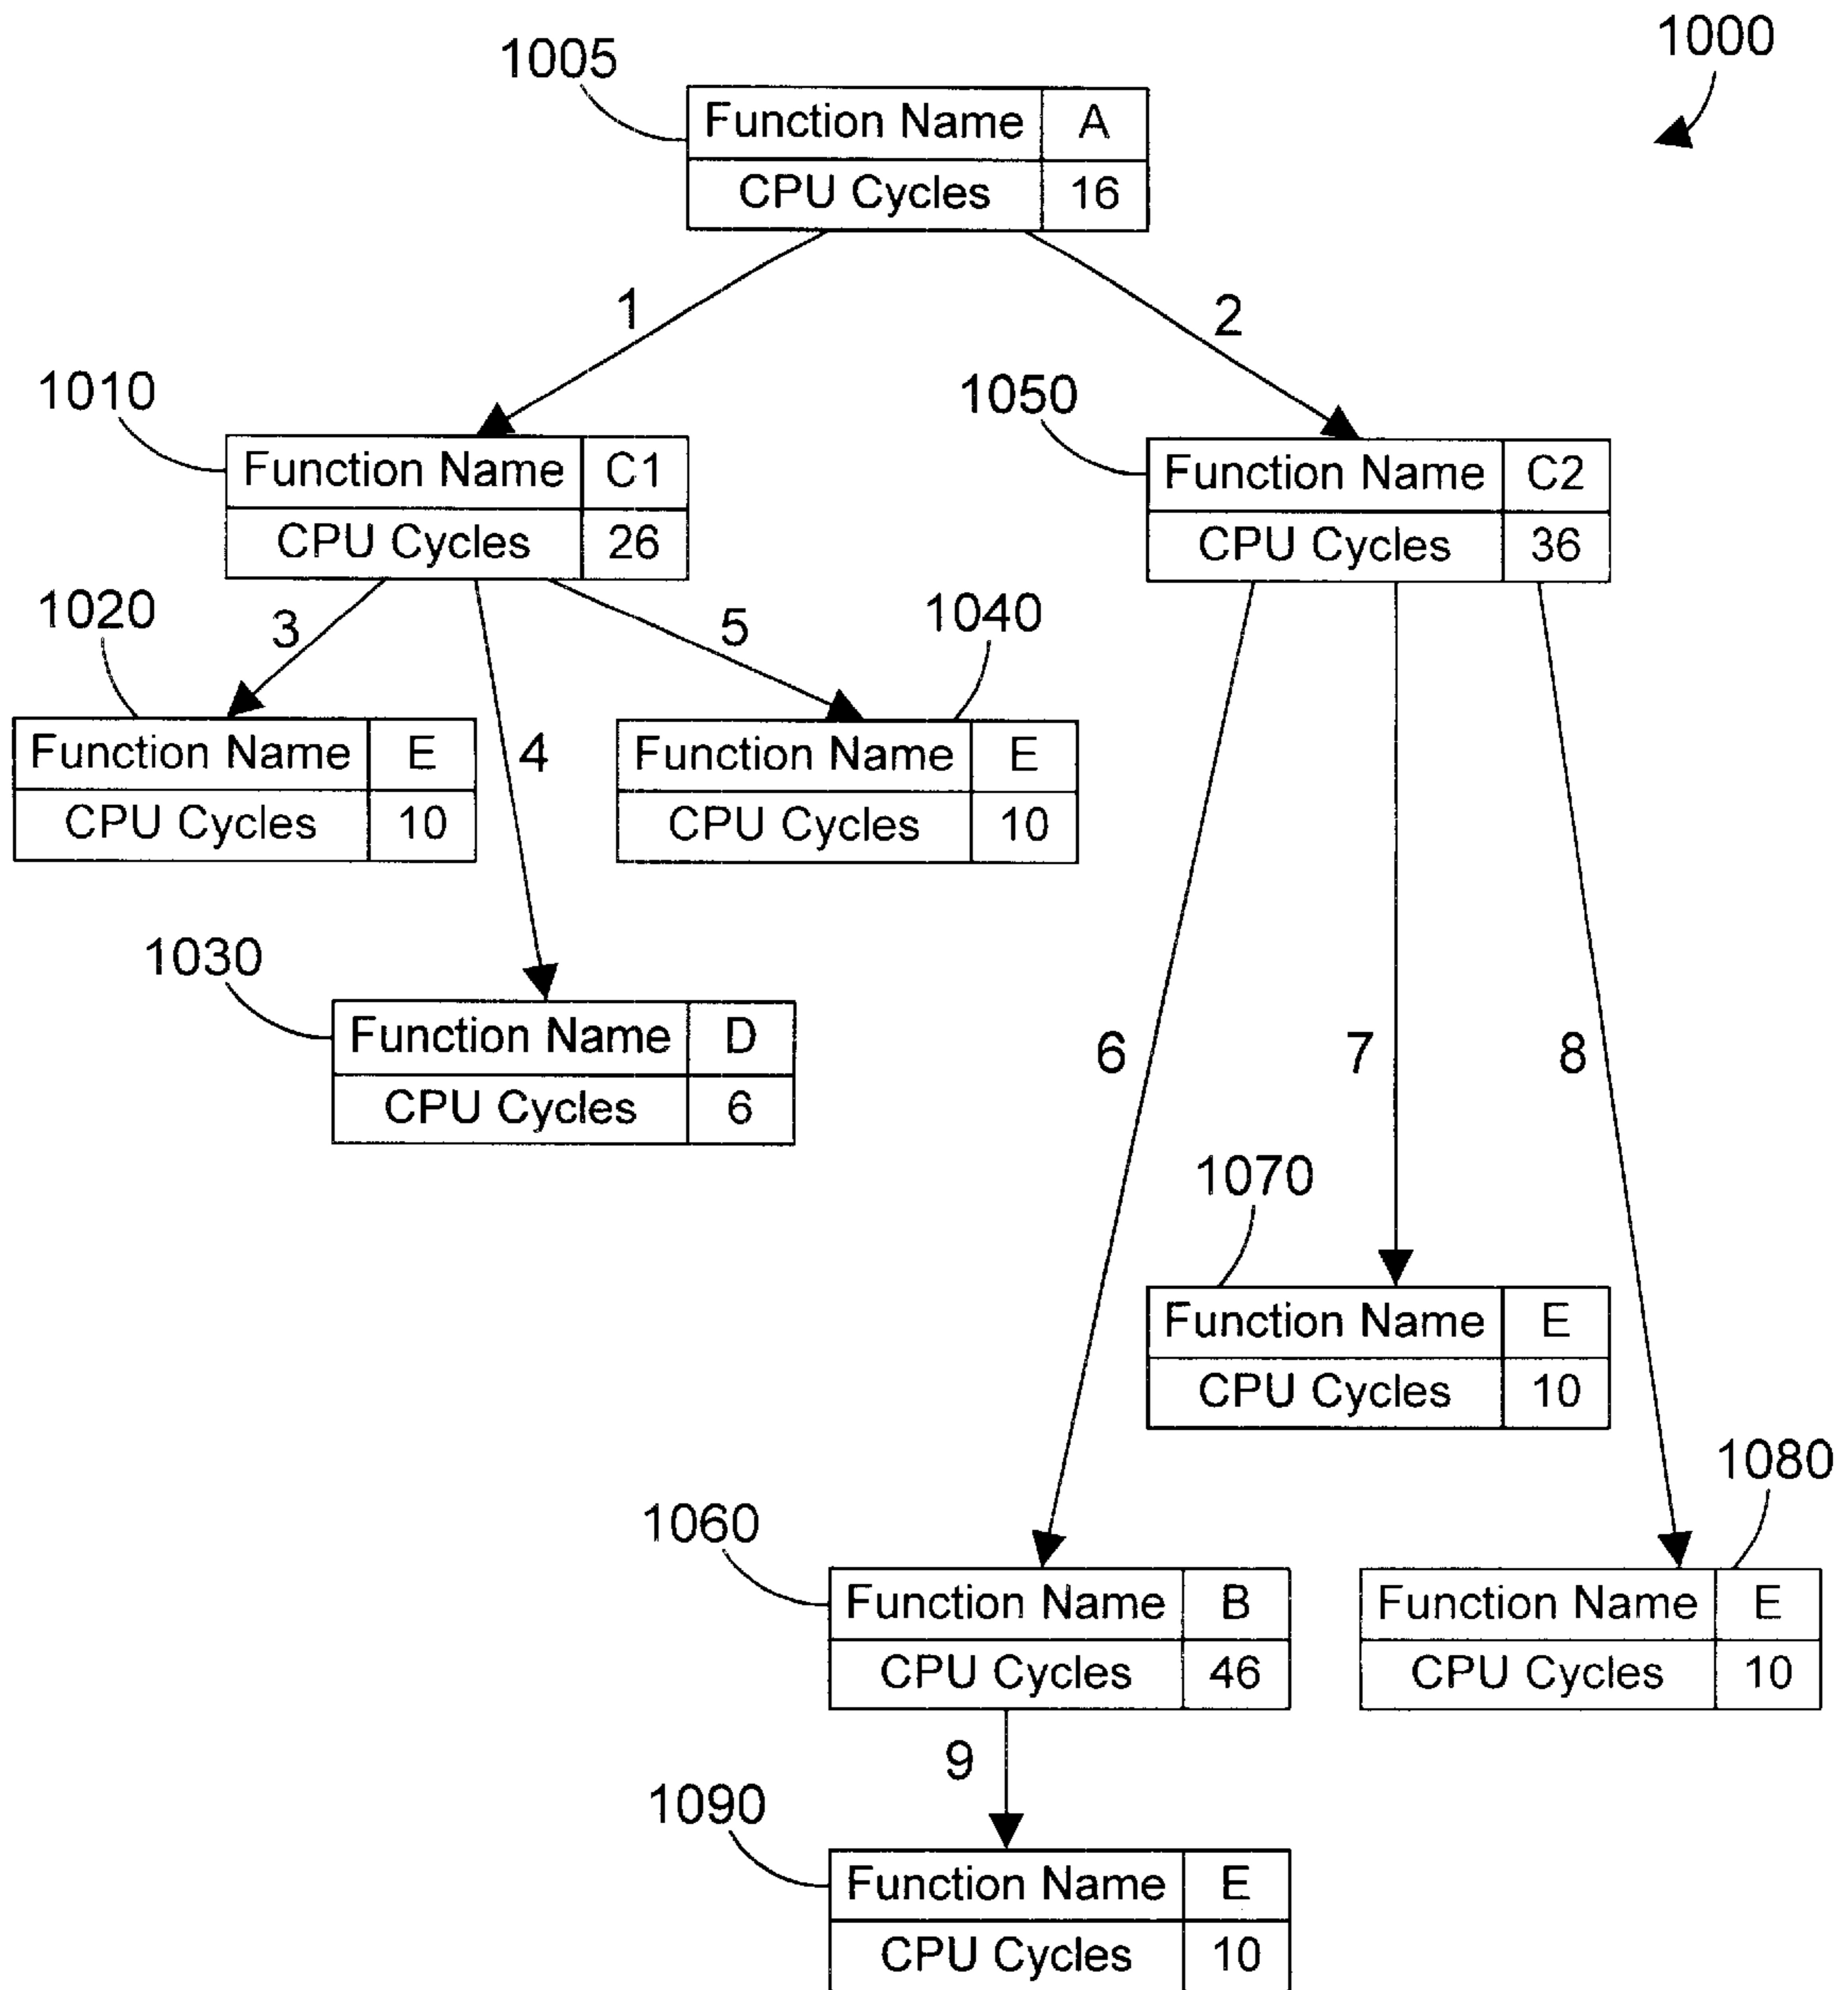 1000
1005
Function Name A
CPU Cycles 16
1
2
1010
Function Name C1
CPU Cycles 26
1050
Function Name C2
CPU Cycles 36
1020
3
5
1040
Function Name E
CPU Cycles 10
4
Function Name E
CPU Cycles 10
1030
Function Name D
CPU Cycles 6
6
7
8
1070
Function Name E
CPU Cycles 10
1060
Function Name B
CPU Cycles 46
1080
Function Name E
CPU Cycles 10
9
1090
Function Name E
CPU Cycles 10